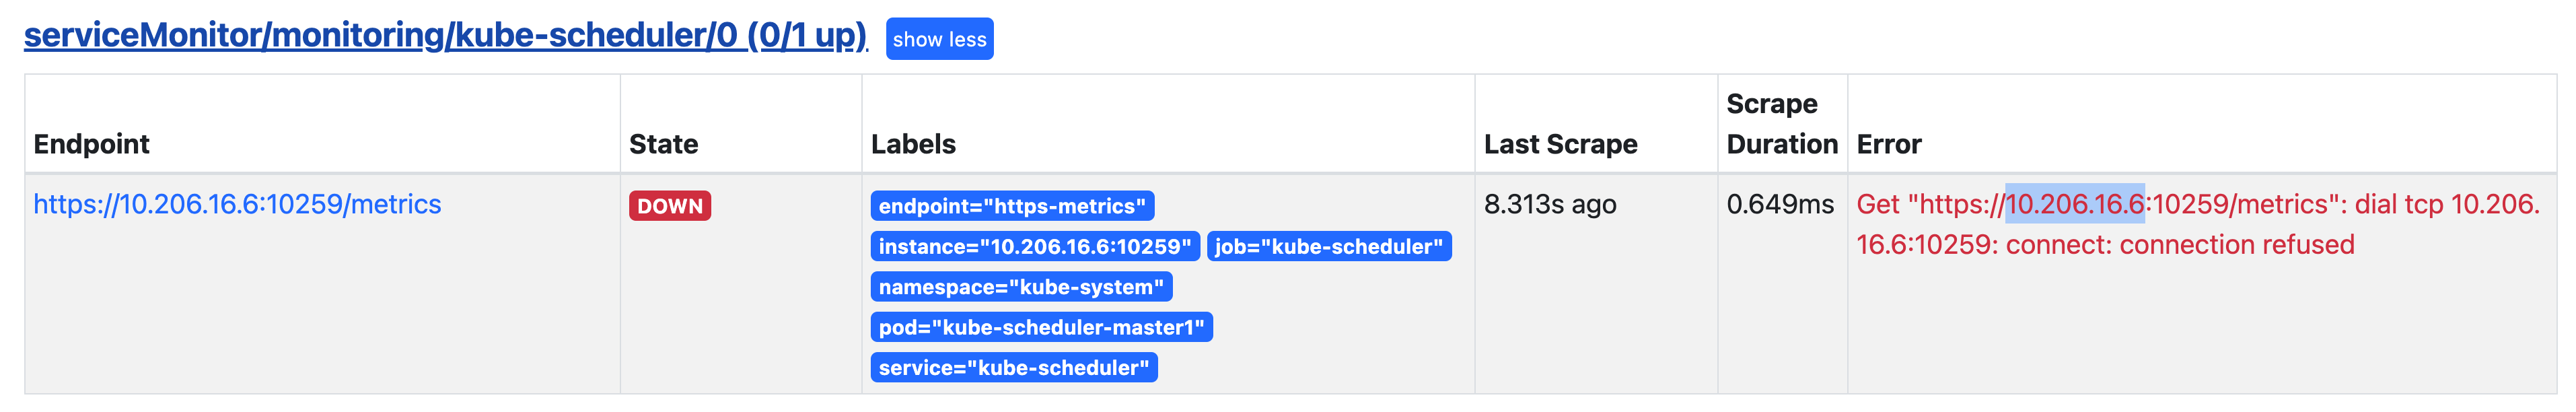 serviceMonitor/monitoring/kube-scheduler/0 (0/1 up) show less
Endpoint State Labels Last Scrape Scrape Duration Error
https://10.206.16.6:10259/metrics DOWN endpoint="https-metrics" 8.313s ago 0.649ms Get "https://10.206.16.6:10259/metrics": dial tcp 10.206.
instance="10.206.16.6:10259" job="kube-scheduler" 16.6:10259: connect: connection refused
namespace="kube-system"
pod="kube-scheduler-master1"
service="kube-scheduler"